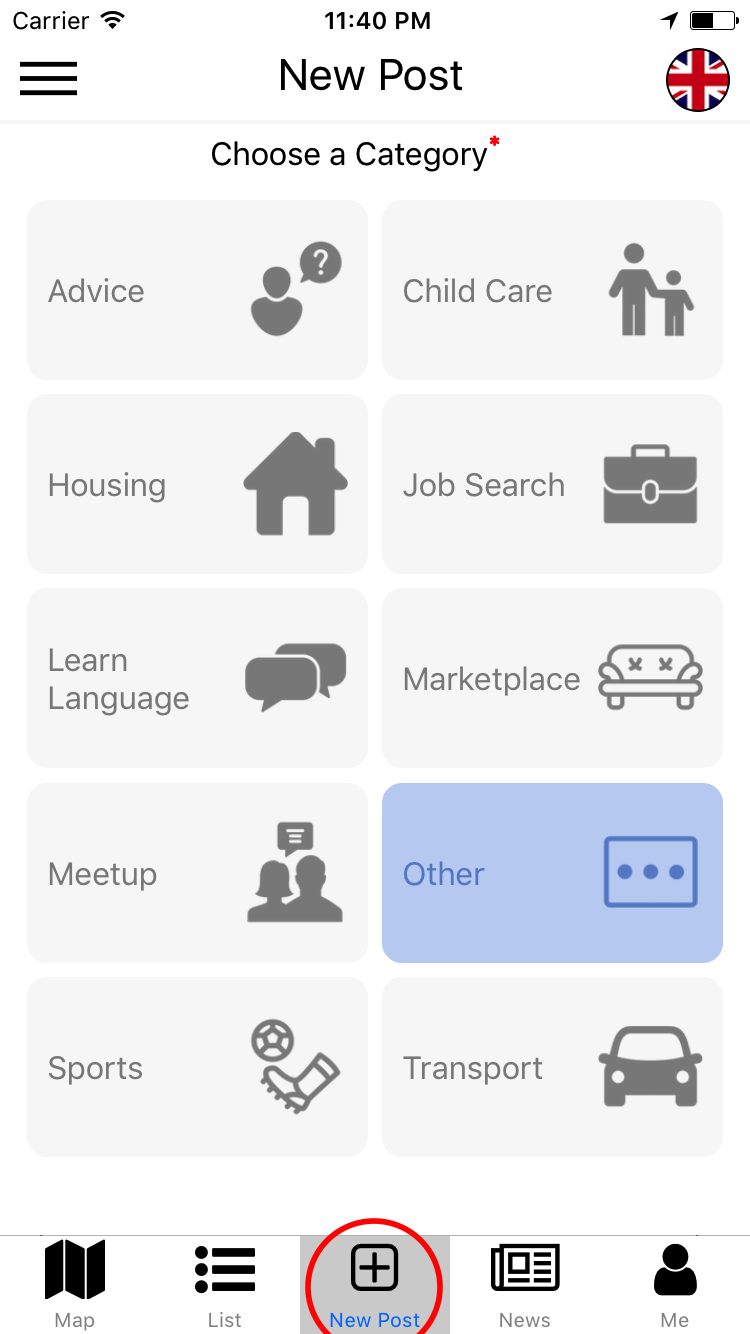 Carrier 11:40 PM
New Post
Choose a Category*
Advice
Child Care
Housing
Job Search
Learn
Language
Marketplace
Meetup
Other
Sports
Transport
Map
List
New Post
News
Me